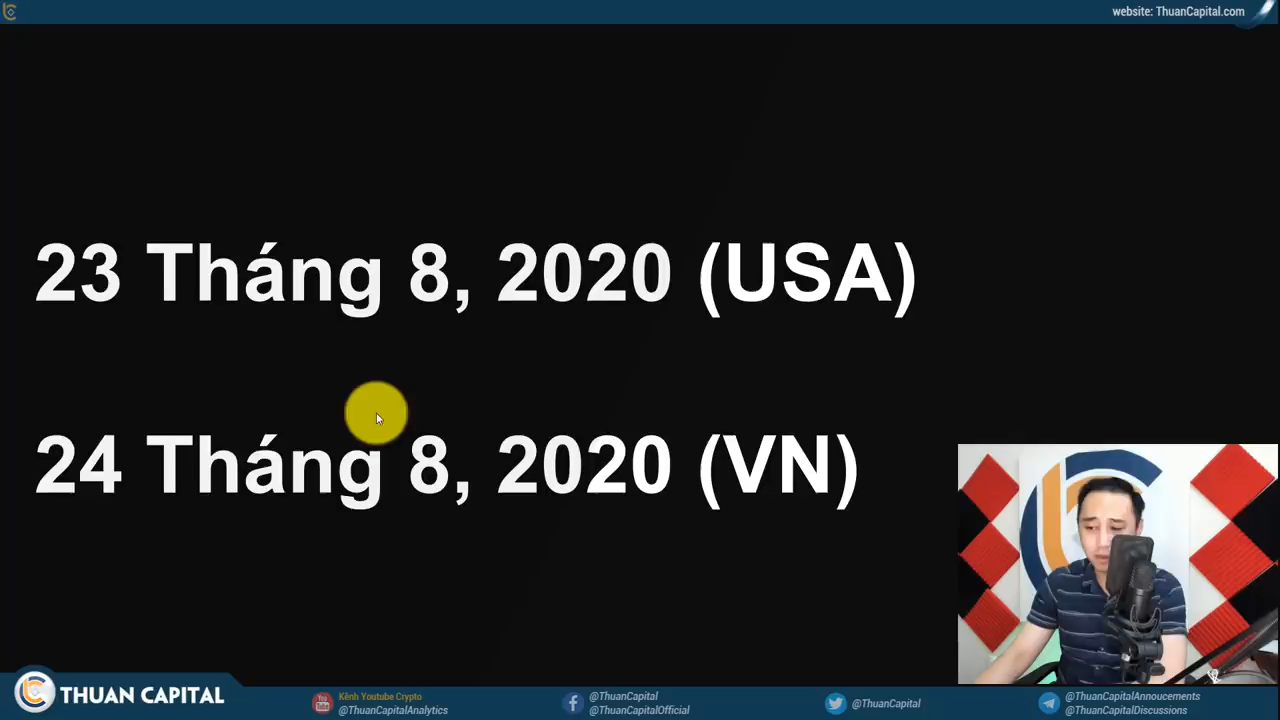 website: ThuanCapital.com
23 Tháng 8, 2020 (USA)
24 Tháng 8, 2020 (VN)
THUAN CAPITAL
Kênh Youtube Crypto
@ThuanCapitalAnalytics
@ThuanCapital
@ThuanCapitalOfficial
@ThuanCapital
@ThuanCapitalAnnoucements
@ThuanCapitalDiscussions